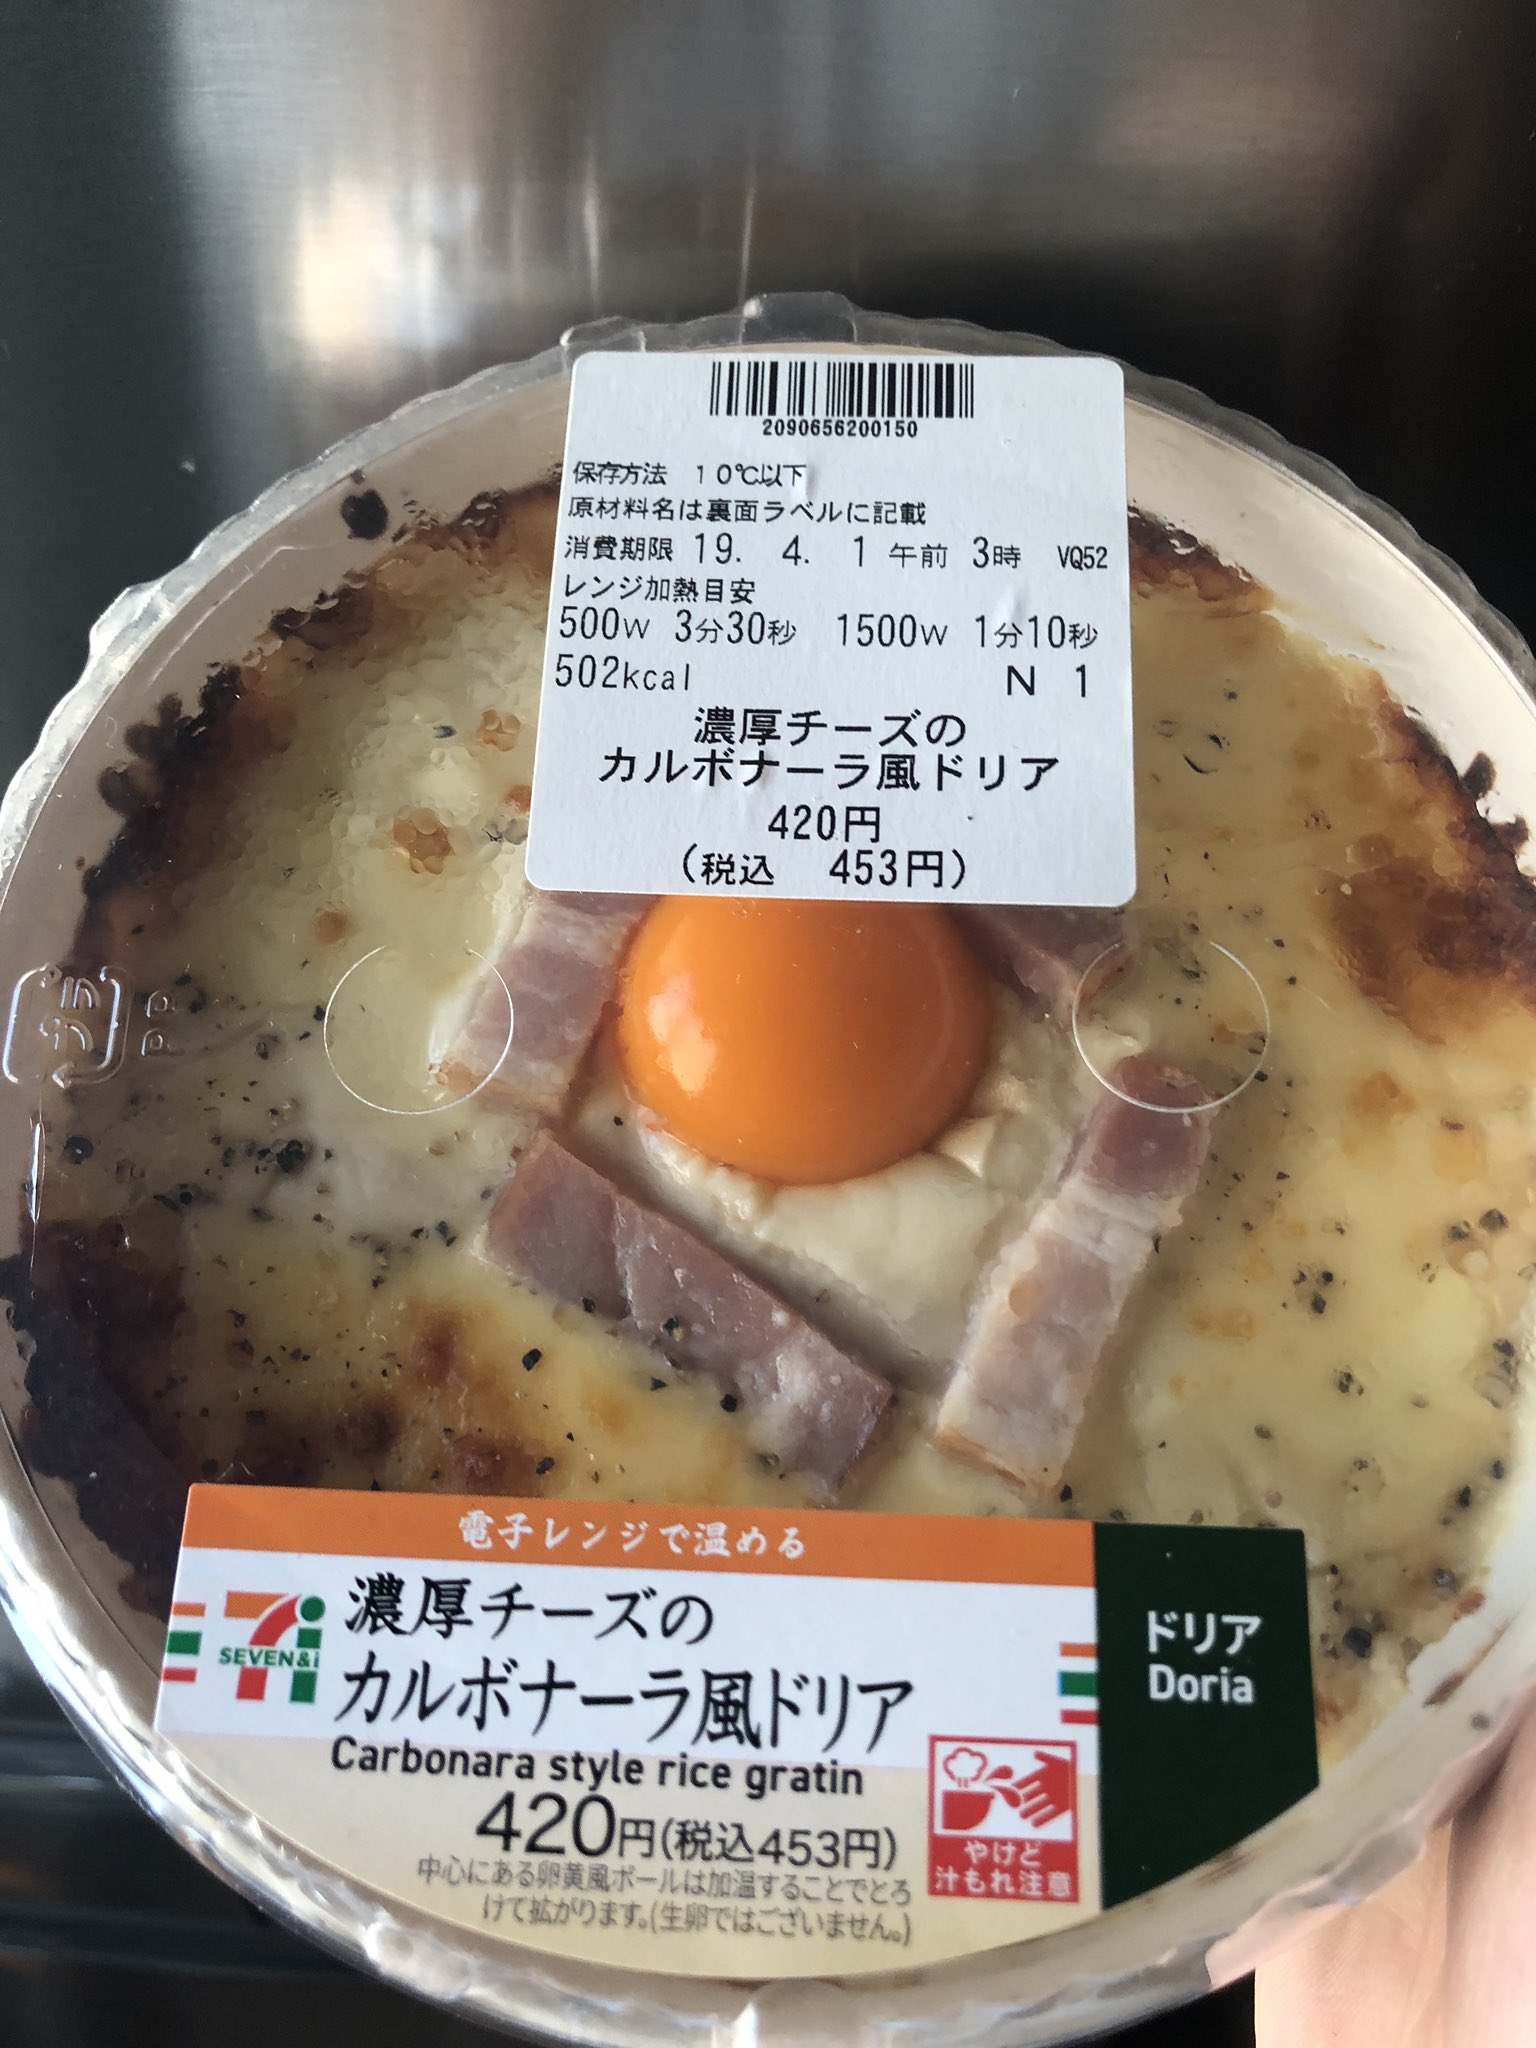 2090656200150
保存方法 10℃以下
原材料名は裏面ラベルに記載
消費期限 19. 4. 1 午前 3時 VQ52
レンジ加熱目安
500W 3分30秒 1500W 1分10秒
502kcal N 1
濃厚チーズの
カルボナーラ風ドリア
420円
(税込 453円)
プラ
PP
電子レンジで温める
SEVEN&i
濃厚チーズの
カルボナーラ風ドリア
Carbonara style rice gratin
420円(税込453円)
中心にある卵黄風ボールは加温することでとろ
けて拡がります。(生卵ではございません。)
ドリア
Doria
やけど
汁もれ注意